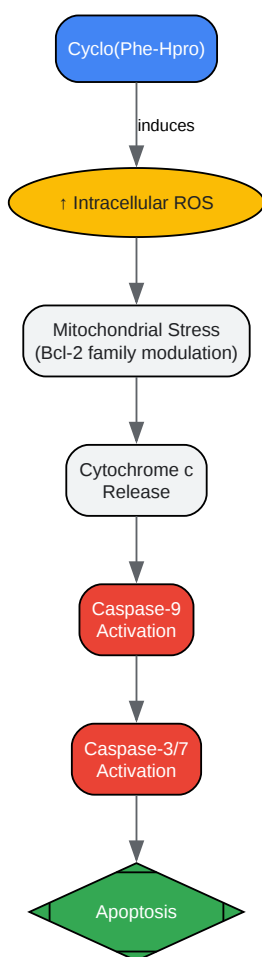 Cyclo(Phe-Hpro)
induces
↑ Intracellular ROS
Mitochondrial Stress
(Bcl-2 family modulation)
Cytochrome c
Release
Caspase-9
Activation
Caspase-3/7
Activation
Apoptosis